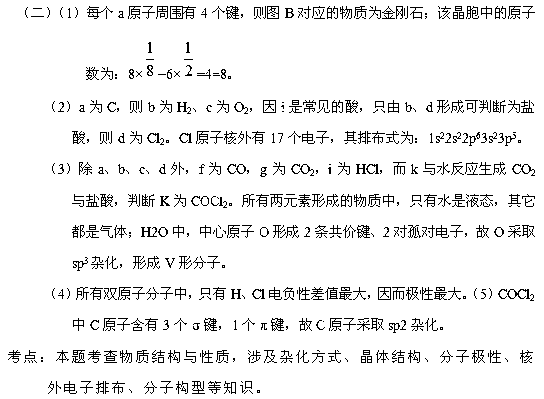 （二）（1）每个 a 原子周围有 4 个键，则图 B 对应的物质为金刚石；该晶胞中的原子
数为：8×1/8−6×1/2=4=8。
（2）a 为 C，则 b 为 H₂、c 为 O₂，因 i 是常见的酸，只由 b、d 形成可判断为盐
酸，则 d 为 Cl₂。Cl 原子核外有 17 个电子，其排布式为：1s²2s²2p⁶3s²3p⁵。
（3）除 a、b、c、d 外，f 为 CO，g 为 CO₂，i 为 HCl，而 k 与水反应生成 CO₂
与盐酸，判断 K 为 COCl₂。所有两元素形成的物质中，只有水是液态，其它
都是气体；H2O 中，中心原子 O 形成 2 条共价键、2 对孤对电子，故 O 采取
sp³杂化，形成 V 形分子。
（4）所有双原子分子中，只有 H、Cl 电负性差值最大，因而极性最大。（5）COCl₂
中 C 原子含有 3 个 σ 键，1 个 π 键，故 C 原子采取 sp2 杂化。
考点：本题考查物质结构与性质，涉及杂化方式、晶体结构、分子极性、核
外电子排布、分子构型等知识。